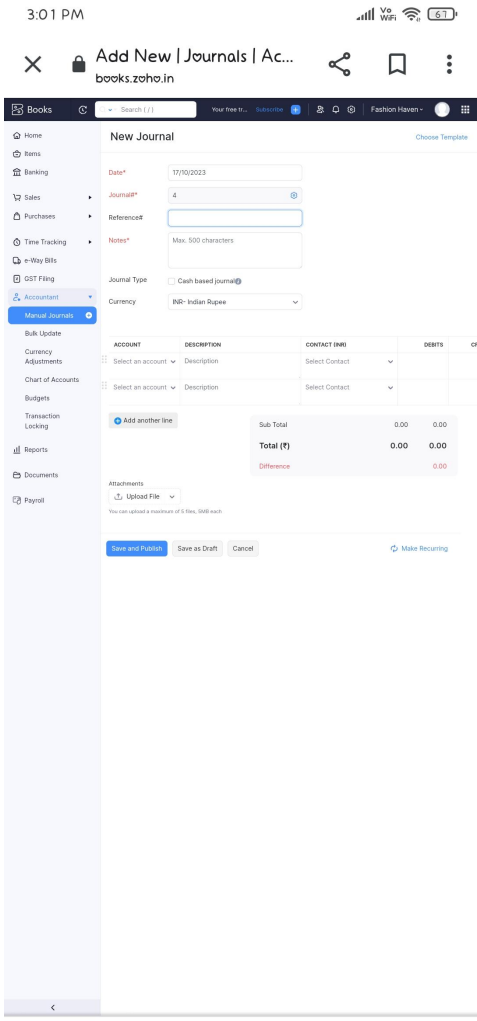 3:01 PM
Vo
WiFi
67
Add New | Journals | Ac...
books.zoho.in
Books
Search ( / )
Your free tr...
Subscribe
Fashion Haven
Home
Items
Banking
Sales
Purchases
Time Tracking
e-Way Bills
GST Filing
Accountant
Manual Journals
Bulk Update
Currency
Adjustments
Chart of Accounts
Budgets
Transaction
Locking
Reports
Documents
Payroll
New Journal
Choose Template
Date*
17/10/2023
Journal#*
4
Reference#
Notes*
Max. 500 characters
Journal Type
Cash based journal
Currency
INR- Indian Rupee
ACCOUNT DESCRIPTION CONTACT (INR) DEBITS CR
Select an account Description Select Contact
Select an account Description Select Contact
Add another line
Sub Total 0.00 0.00
Total (₹) 0.00 0.00
Difference 0.00
Attachments
Upload File
You can upload a maximum of 5 files, 5MB each
Save and Publish Save as Draft Cancel Make Recurring